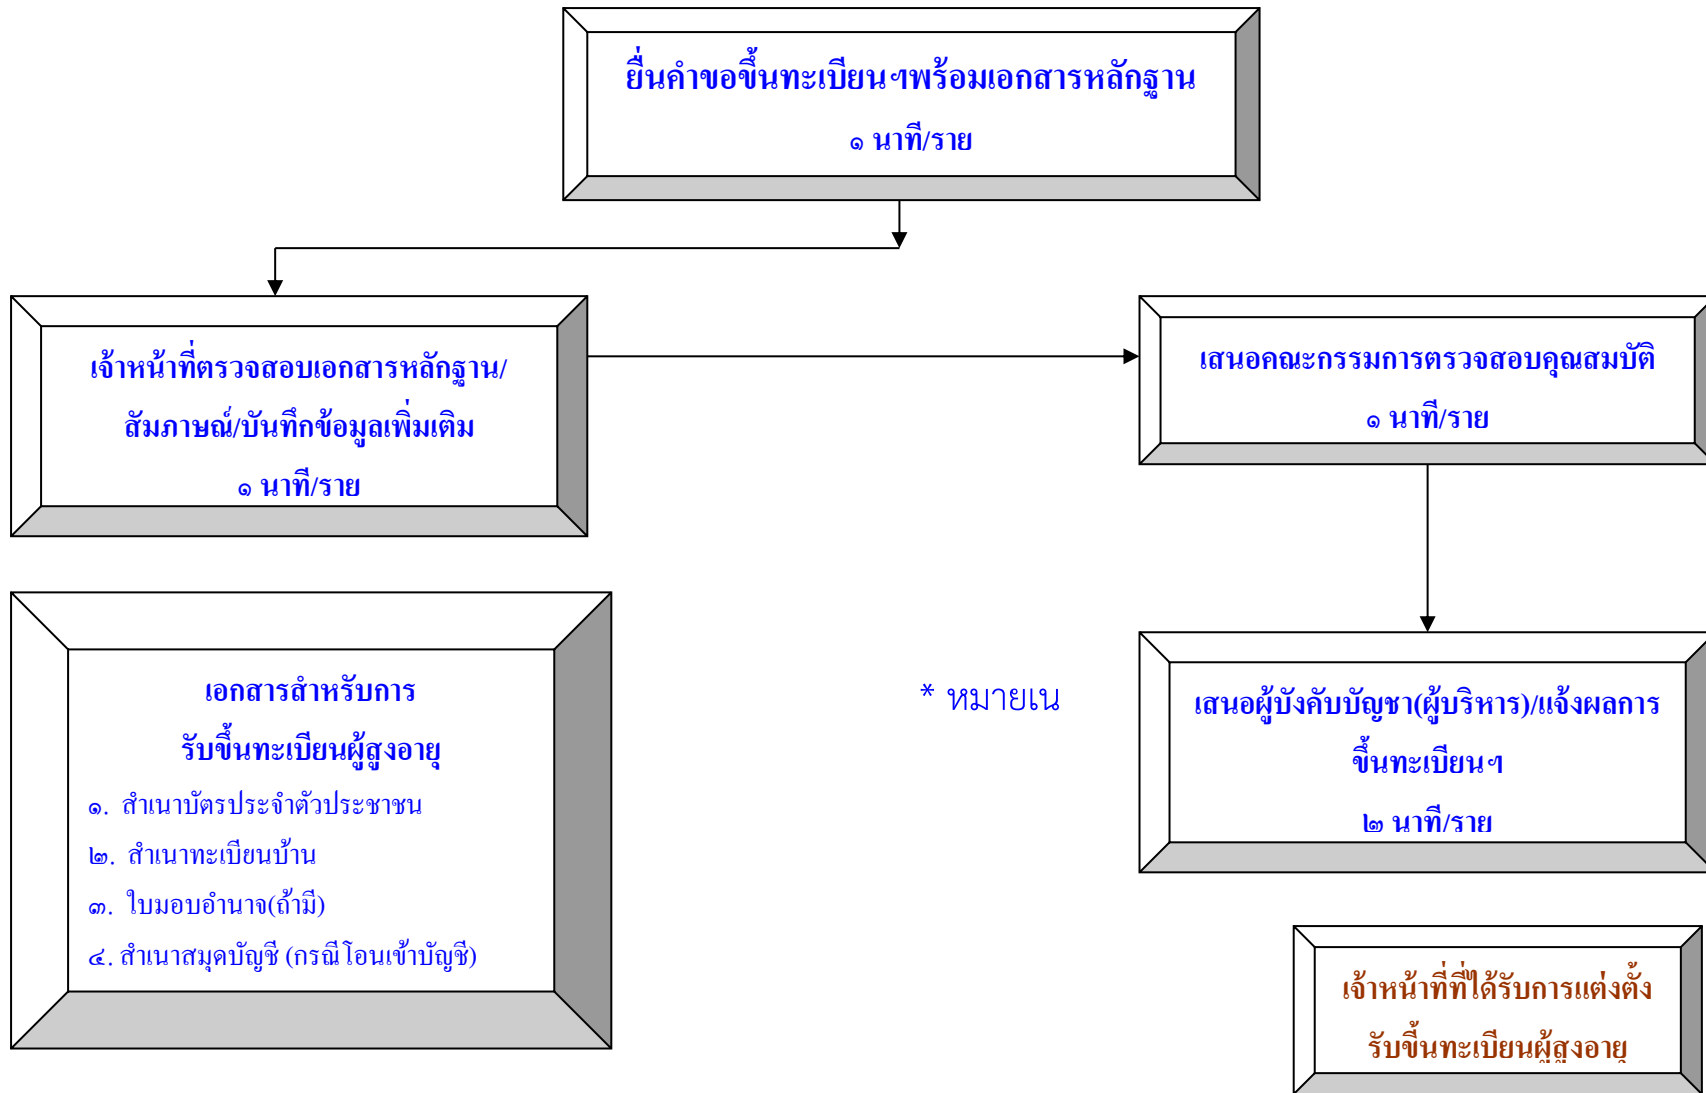 ยื่นคำขอขึ้นทะเบียนฯพร้อมเอกสารหลักฐาน
๑ นาที/ราย
เจ้าหน้าที่ตรวจสอบเอกสารหลักฐาน/
สัมภาษณ์/บันทึกข้อมูลเพิ่มเติม
๑ นาที/ราย
เสนอคณะกรรมการตรวจสอบคุณสมบัติ
๑ นาที/ราย
เอกสารสำหรับการ
รับขึ้นทะเบียนผู้สูงอายุ
๑. สำเนาบัตรประจำตัวประชาชน
๒. สำเนาทะเบียนบ้าน
๓. ใบมอบอำนาจ(ถ้ามี)
๔. สำเนาสมุดบัญชี (กรณีโอนเข้าบัญชี)
* หมายเน
เสนอผู้บังคับบัญชา(ผู้บริหาร)/แจ้งผลการ
ขึ้นทะเบียนฯ
๒ นาที/ราย
เจ้าหน้าที่ที่ได้รับการแต่งตั้ง
รับขึ้นทะเบียนผู้สูงอายุ